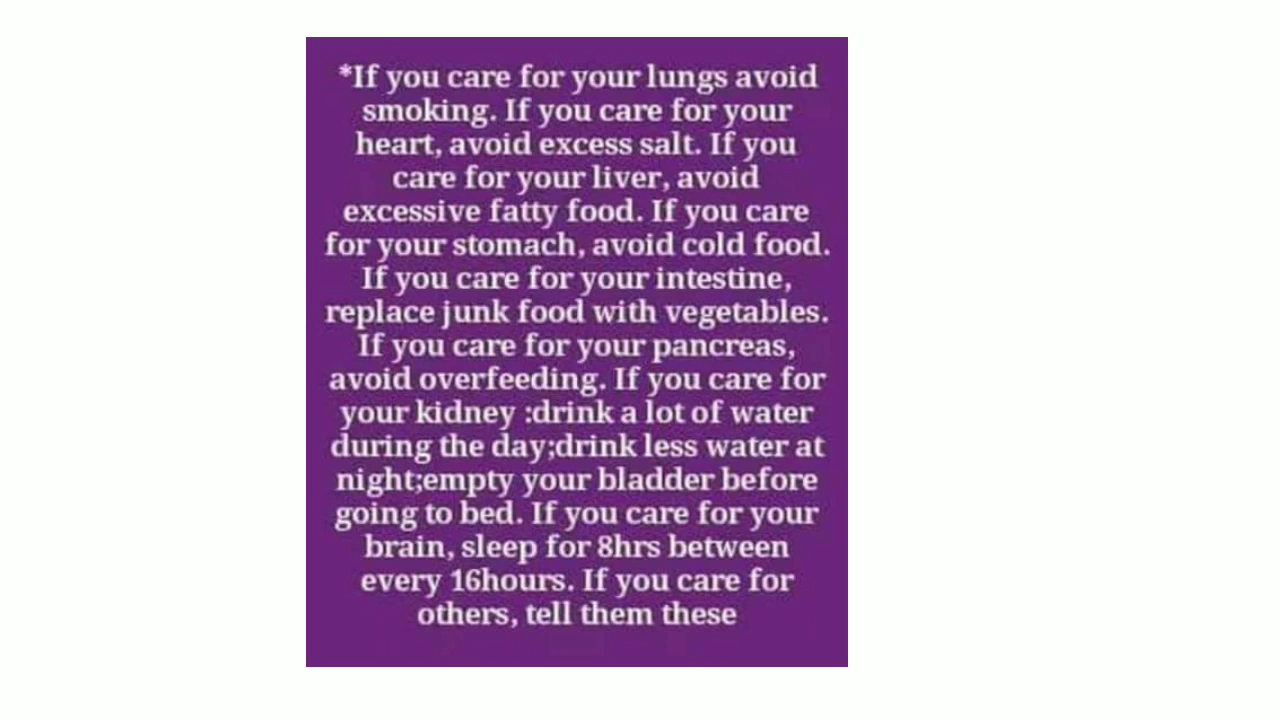 *If you care for your lungs avoid
smoking. If you care for your
heart, avoid excess salt. If you
care for your liver, avoid
excessive fatty food. If you care
for your stomach, avoid cold food.
If you care for your intestine,
replace junk food with vegetables.
If you care for your pancreas,
avoid overfeeding. If you care for
your kidney :drink a lot of water
during the day;drink less water at
night;empty your bladder before
going to bed. If you care for your
brain, sleep for 8hrs between
every 16hours. If you care for
others, tell them these